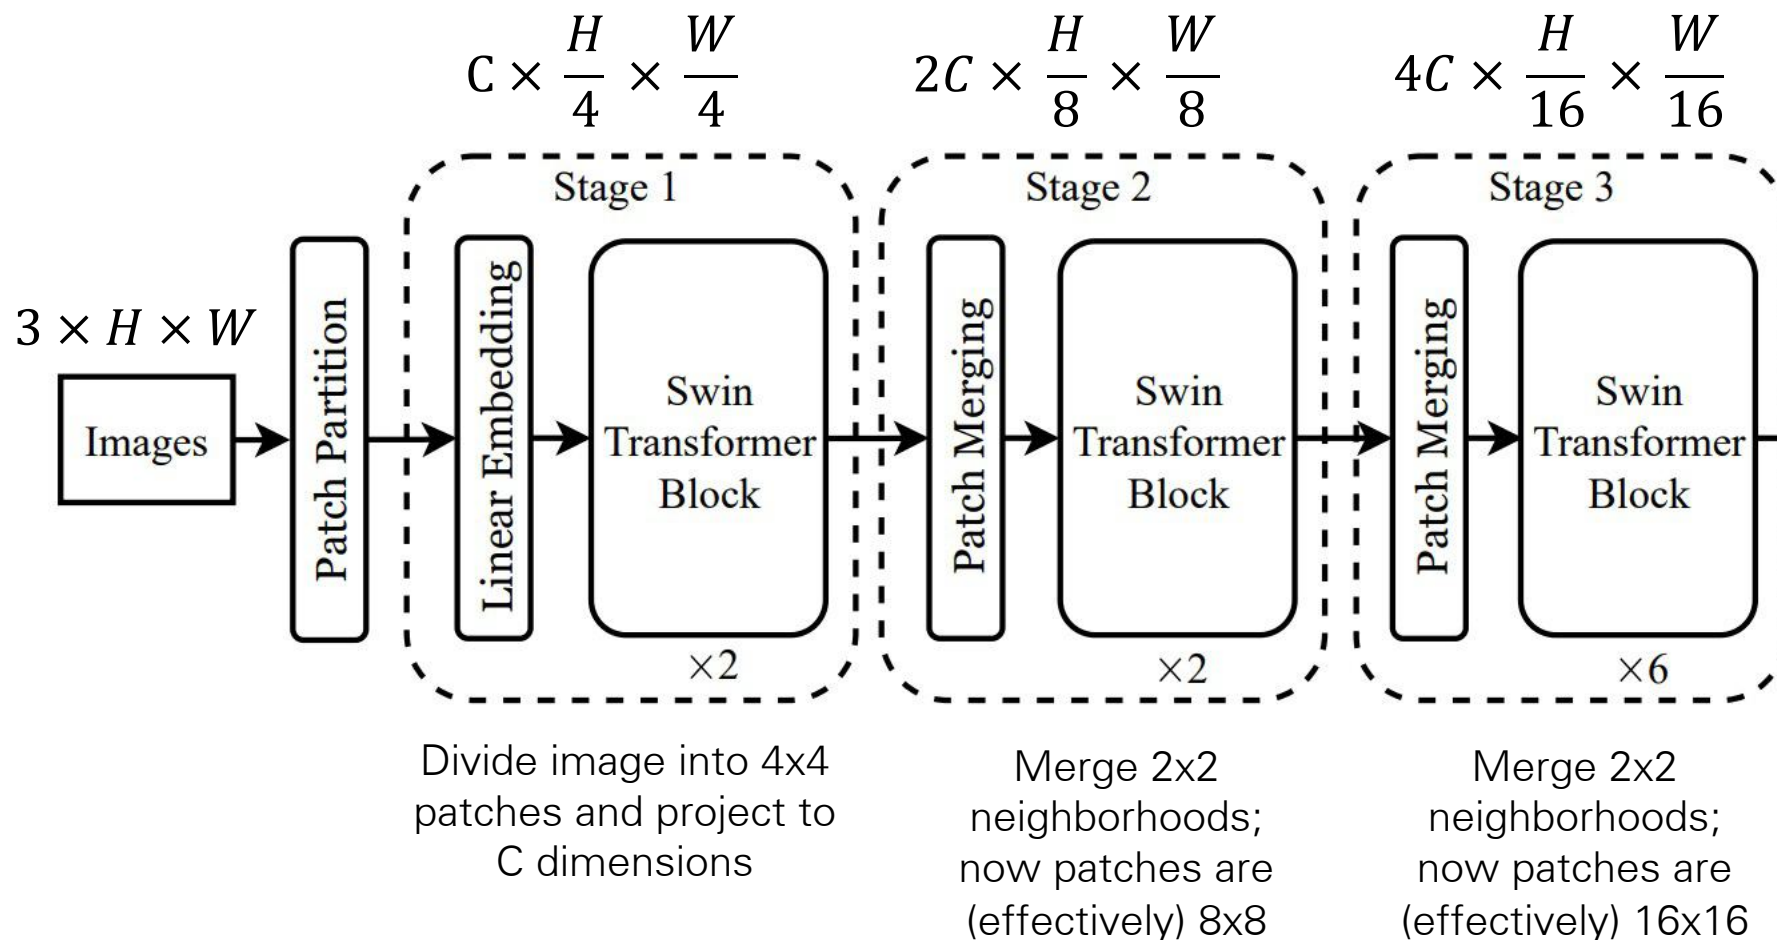 C × H/4 × W/4
2C × H/8 × W/8
4C × H/16 × W/16
3 × H × W
Images
Patch Partition
Stage 1
Linear Embedding
Swin
Transformer
Block
×2
Stage 2
Patch Merging
Swin
Transformer
Block
×2
Stage 3
Patch Merging
Swin
Transformer
Block
×6
Divide image into 4x4
patches and project to
C dimensions
Merge 2x2
neighborhoods;
now patches are
(effectively) 8x8
Merge 2x2
neighborhoods;
now patches are
(effectively) 16x16